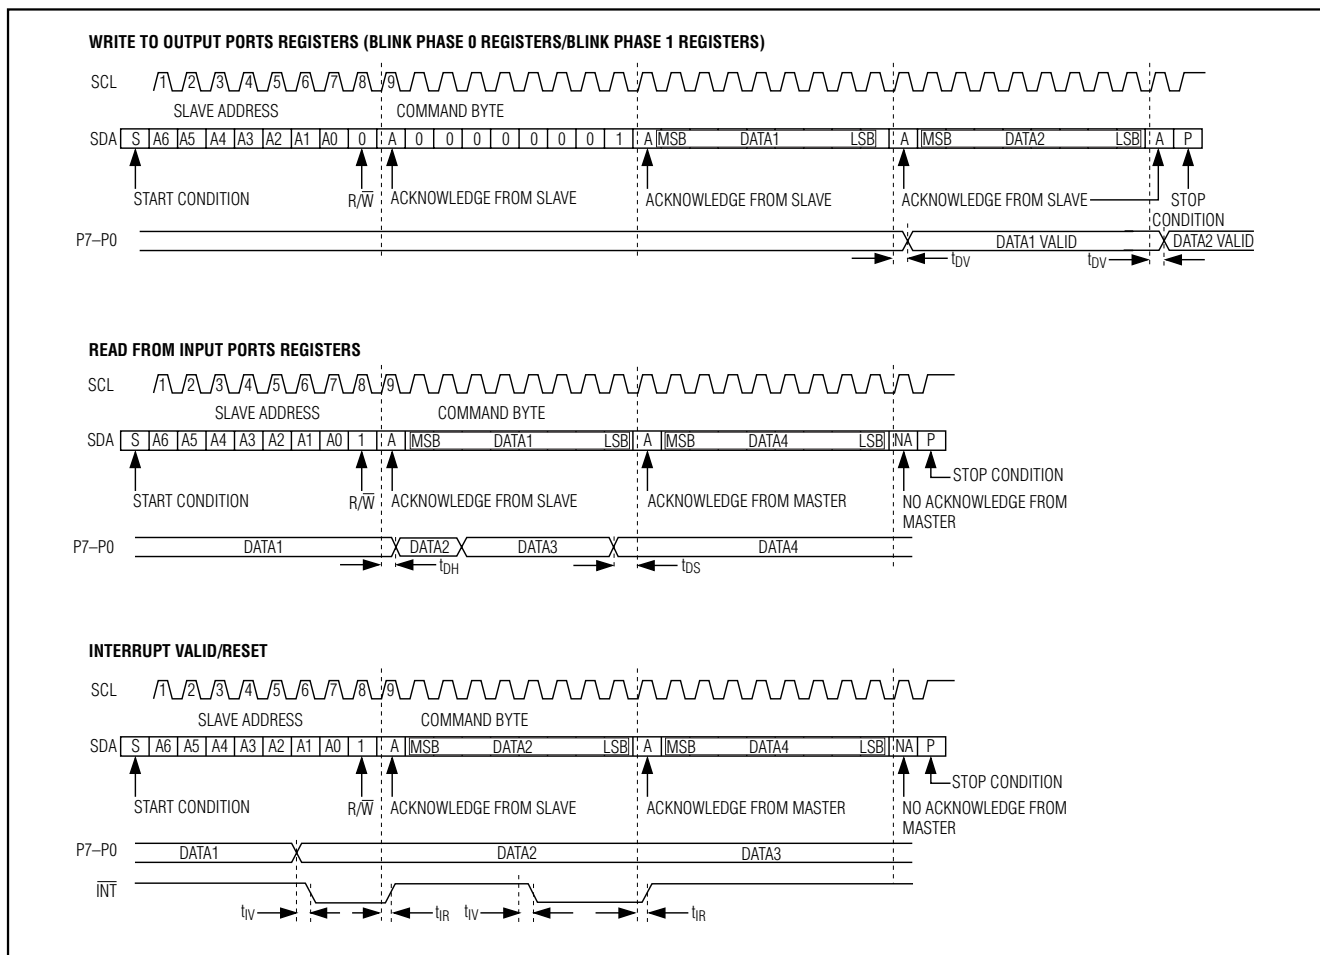 WRITE TO OUTPUT PORTS REGISTERS (BLINK PHASE 0 REGISTERS/BLINK PHASE 1 REGISTERS)
SCL 1 2 3 4 5 6 7 8 9
SLAVE ADDRESS COMMAND BYTE
SDA S A6 A5 A4 A3 A2 A1 A0 0 A 0 0 0 0 0 0 0 1 A MSB DATA1 LSB A MSB DATA2 LSB A P
START CONDITION R/W̅ ACKNOWLEDGE FROM SLAVE ACKNOWLEDGE FROM SLAVE ACKNOWLEDGE FROM SLAVE STOP
CONDITION
P7–P0 DATA1 VALID DATA2 VALID
tDV tDV
READ FROM INPUT PORTS REGISTERS
SCL 1 2 3 4 5 6 7 8 9
SLAVE ADDRESS COMMAND BYTE
SDA S A6 A5 A4 A3 A2 A1 A0 1 A MSB DATA1 LSB A MSB DATA4 LSB NA P
STOP CONDITION
START CONDITION R/W̅ ACKNOWLEDGE FROM SLAVE ACKNOWLEDGE FROM MASTER NO ACKNOWLEDGE FROM
MASTER
P7–P0 DATA1 DATA2 DATA3 DATA4
tDH tDS
INTERRUPT VALID/RESET
SCL 1 2 3 4 5 6 7 8 9
SLAVE ADDRESS COMMAND BYTE
SDA S A6 A5 A4 A3 A2 A1 A0 1 A MSB DATA2 LSB A MSB DATA4 LSB NA P
STOP CONDITION
START CONDITION R/W̅ ACKNOWLEDGE FROM SLAVE ACKNOWLEDGE FROM MASTER NO ACKNOWLEDGE FROM
MASTER
P7–P0 DATA1 DATA2 DATA3
I̅N̅T̅
tIV tIR tIV tIR